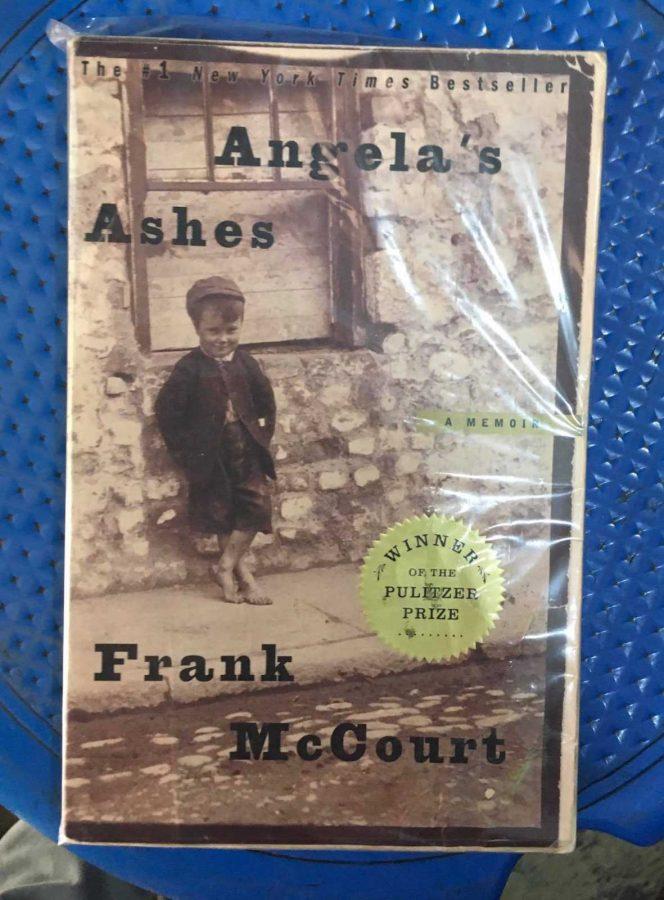 The #1 New York Times Bestseller
Angela's
Ashes
A MEMOIR
WINNER
OF THE
PULITZER
PRIZE
Frank
McCourt